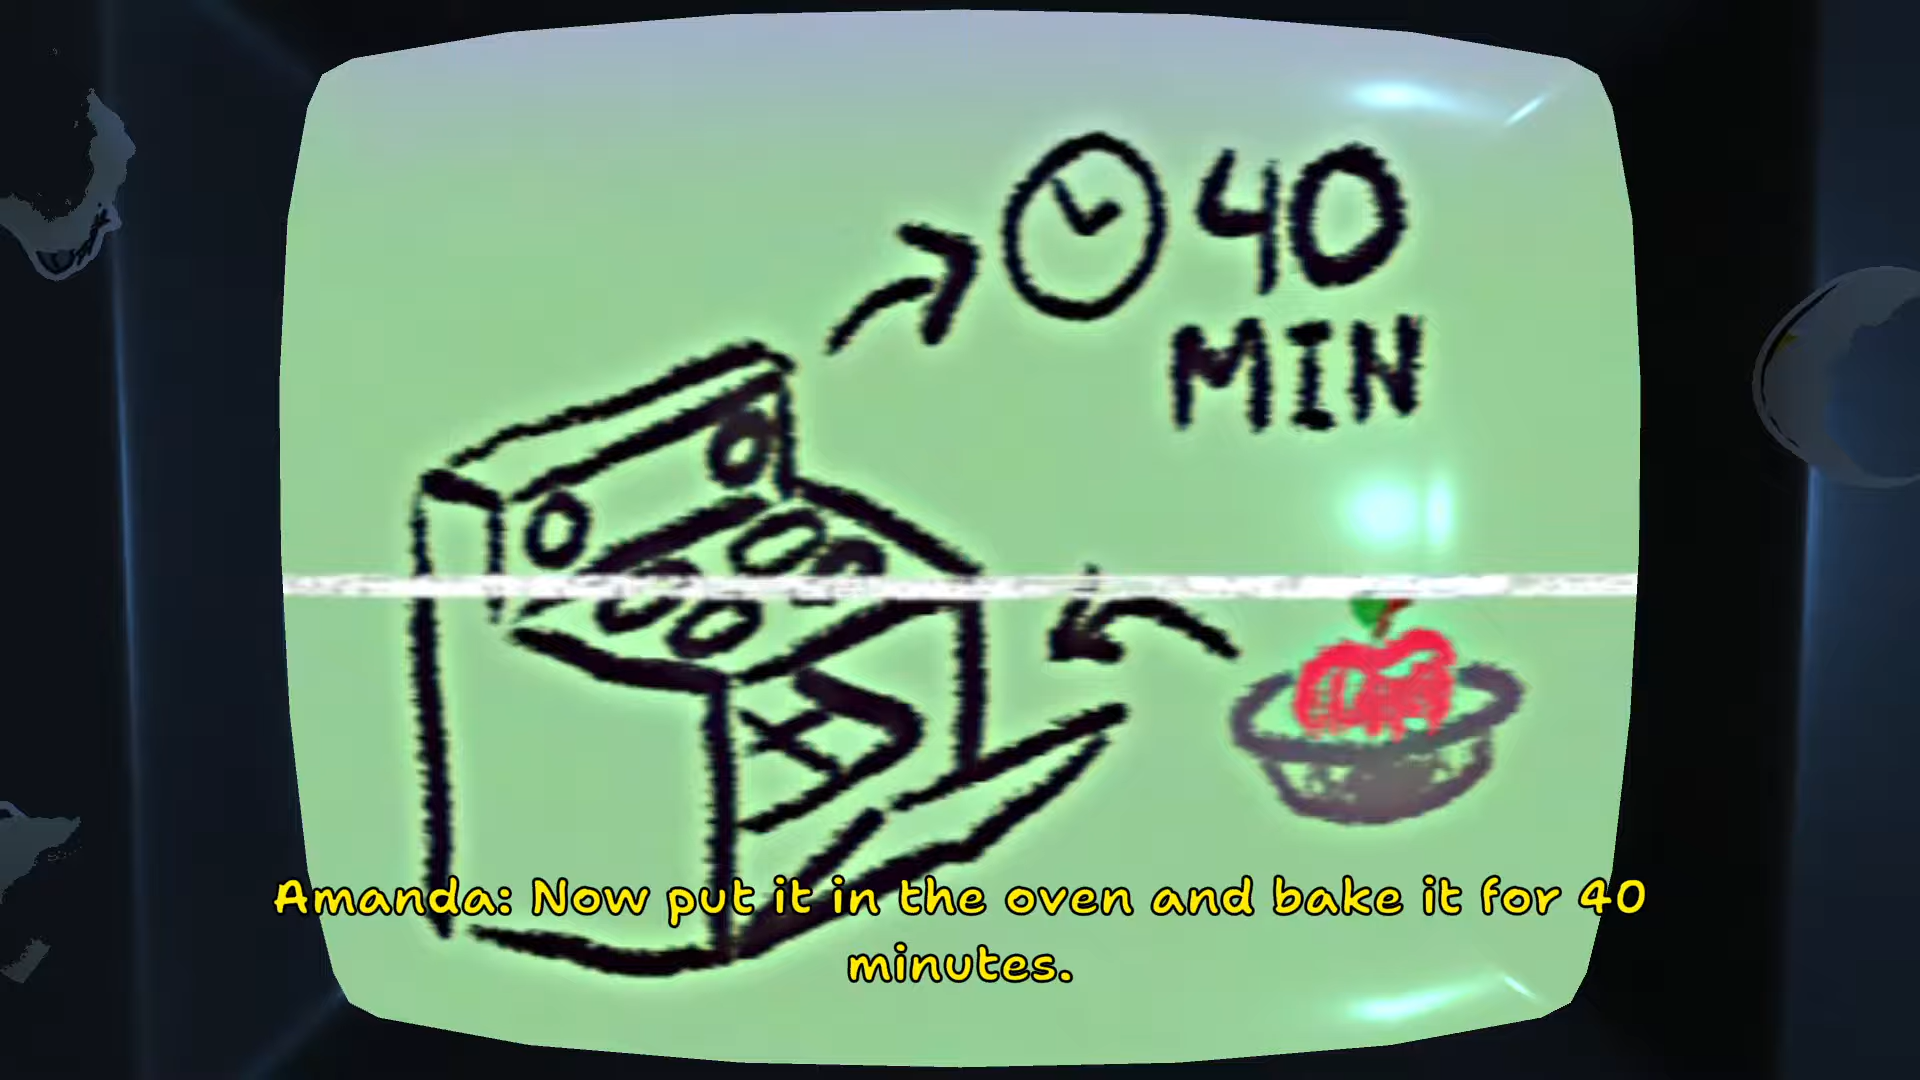 40
MIN
Amanda: Now put it in the oven and bake it for 40
minutes.